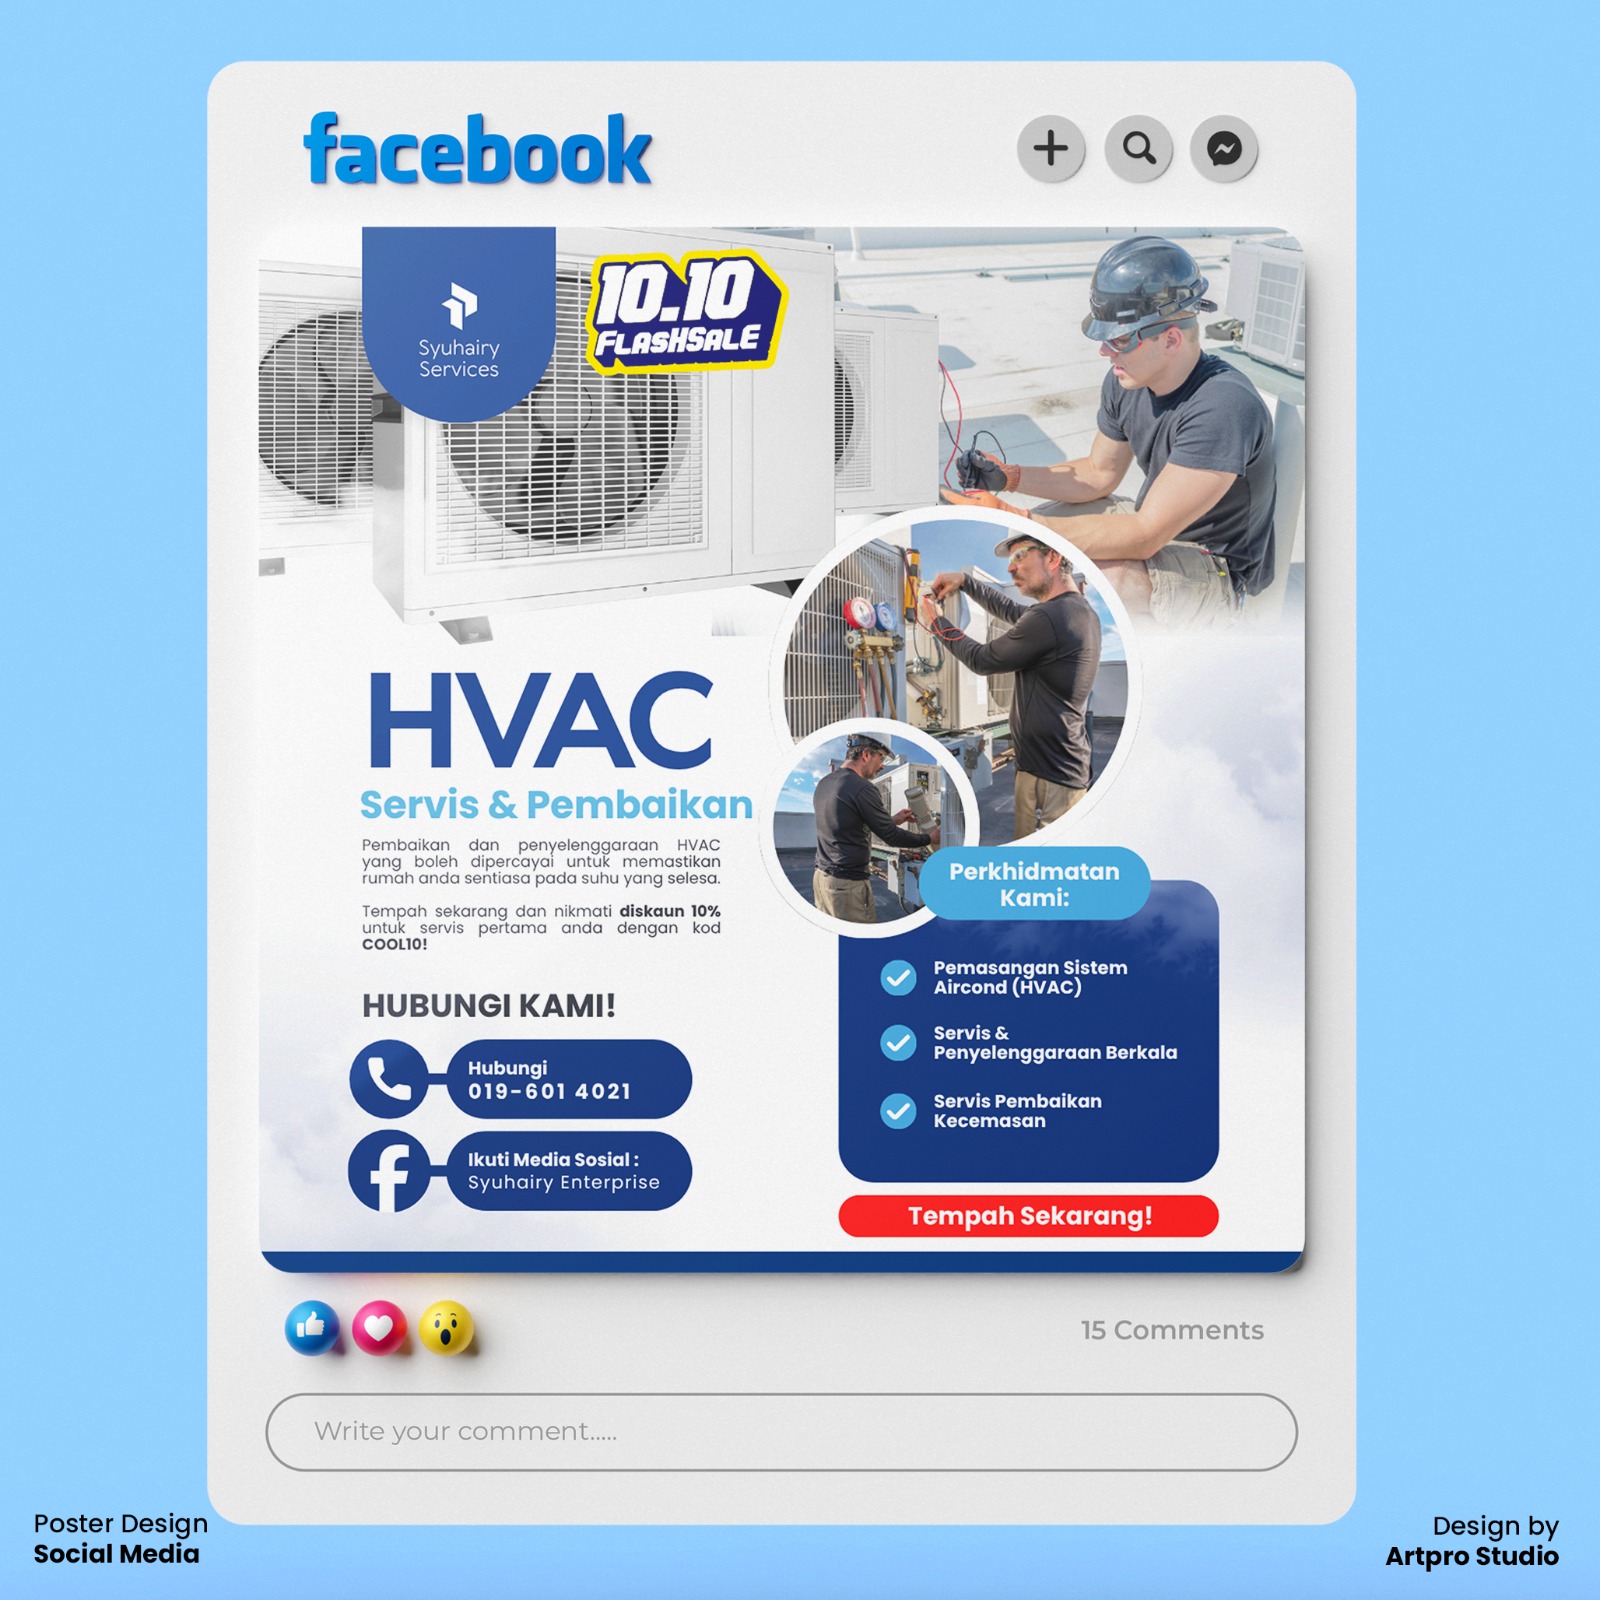 facebook
Syuhairy
Services
10.10
FLASHSALE
HVAC
Servis & Pembaikan
Pembaikan dan penyelenggaraan HVAC
yang boleh dipercayai untuk memastikan
rumah anda sentiasa pada suhu yang selesa.
Tempah sekarang dan nikmati diskaun 10%
untuk servis pertama anda dengan kod
COOL10!
HUBUNGI KAMI!
Hubungi
019-601 4021
Ikuti Media Sosial :
Syuhairy Enterprise
Perkhidmatan
Kami:
Pemasangan Sistem
Aircond (HVAC)
Servis &
Penyelenggaraan Berkala
Servis Pembaikan
Kecemasan
Tempah Sekarang!
15 Comments
Write your comment.....
Poster Design
Social Media
Design by
Artpro Studio